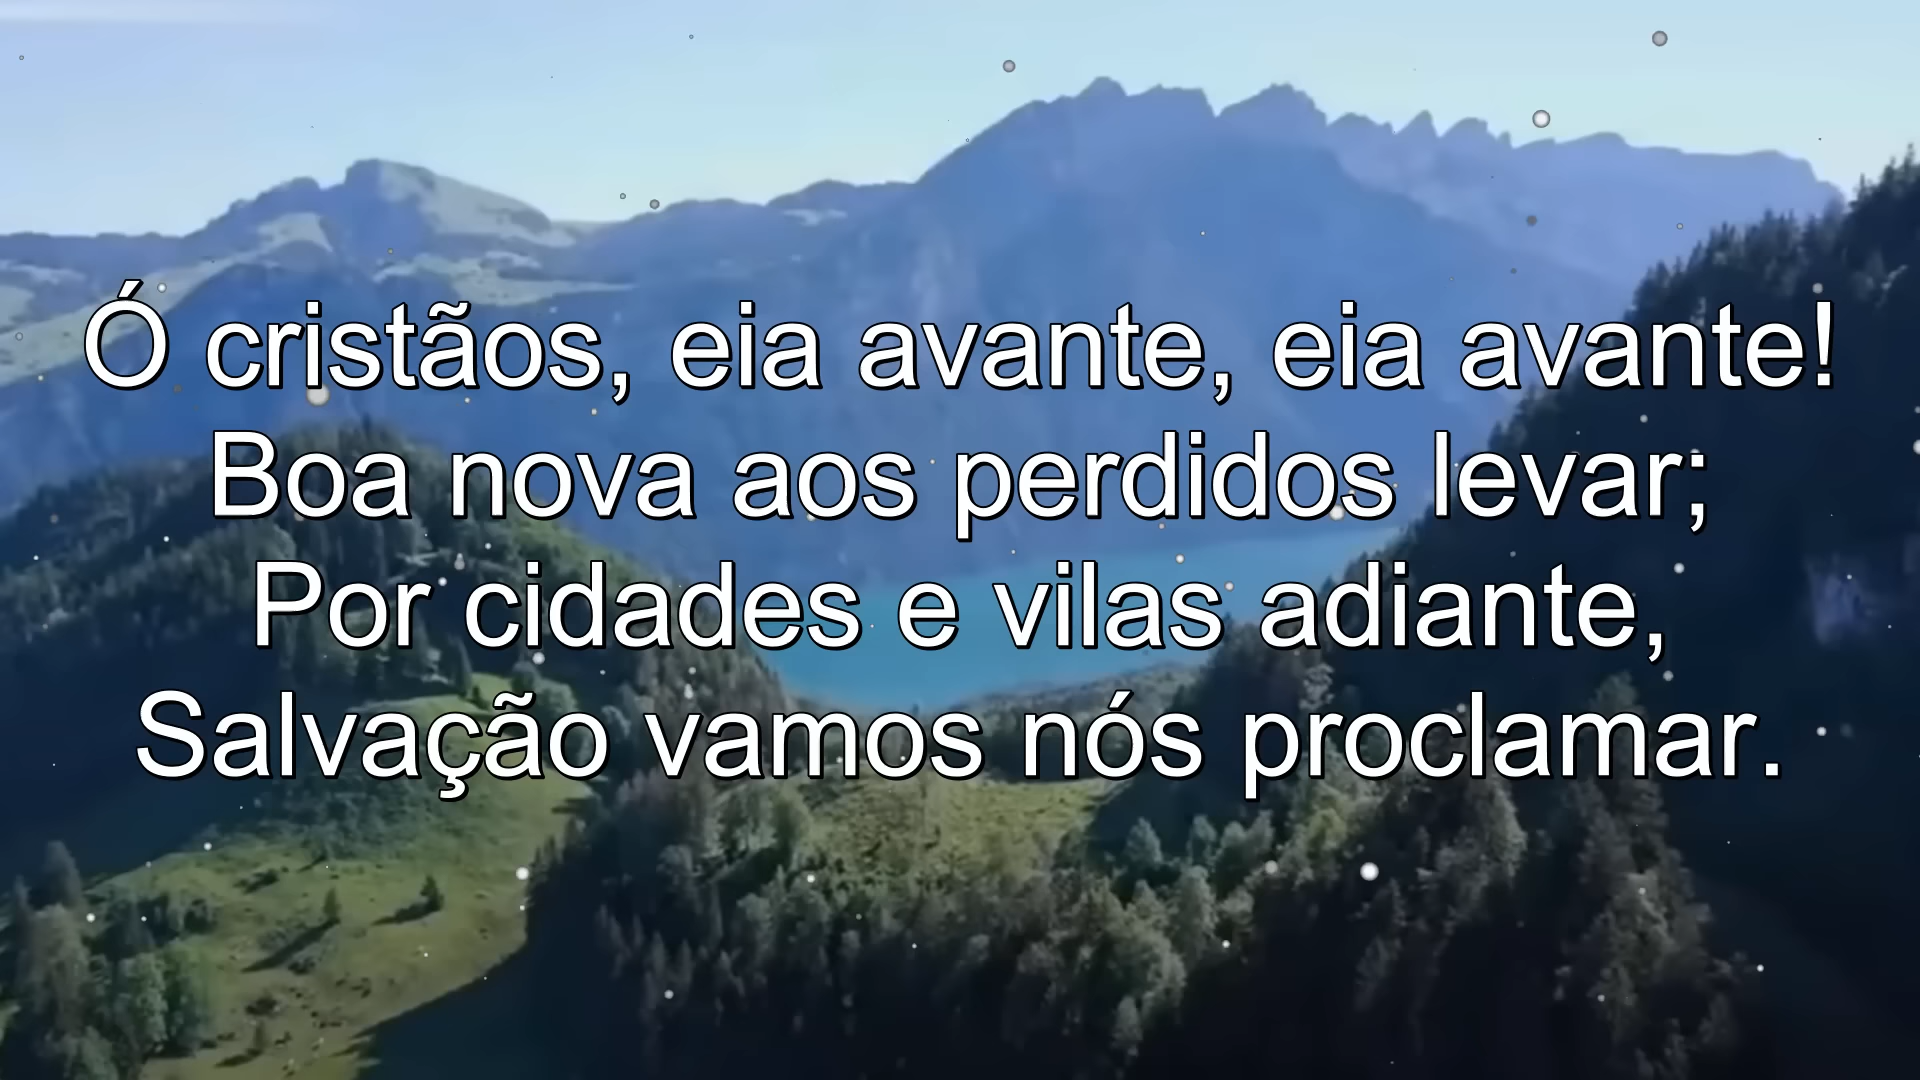 Ó cristãos, eia avante, eia avante!
Boa nova aos perdidos levar;
Por cidades e vilas adiante,
Salvação vamos nós proclamar.